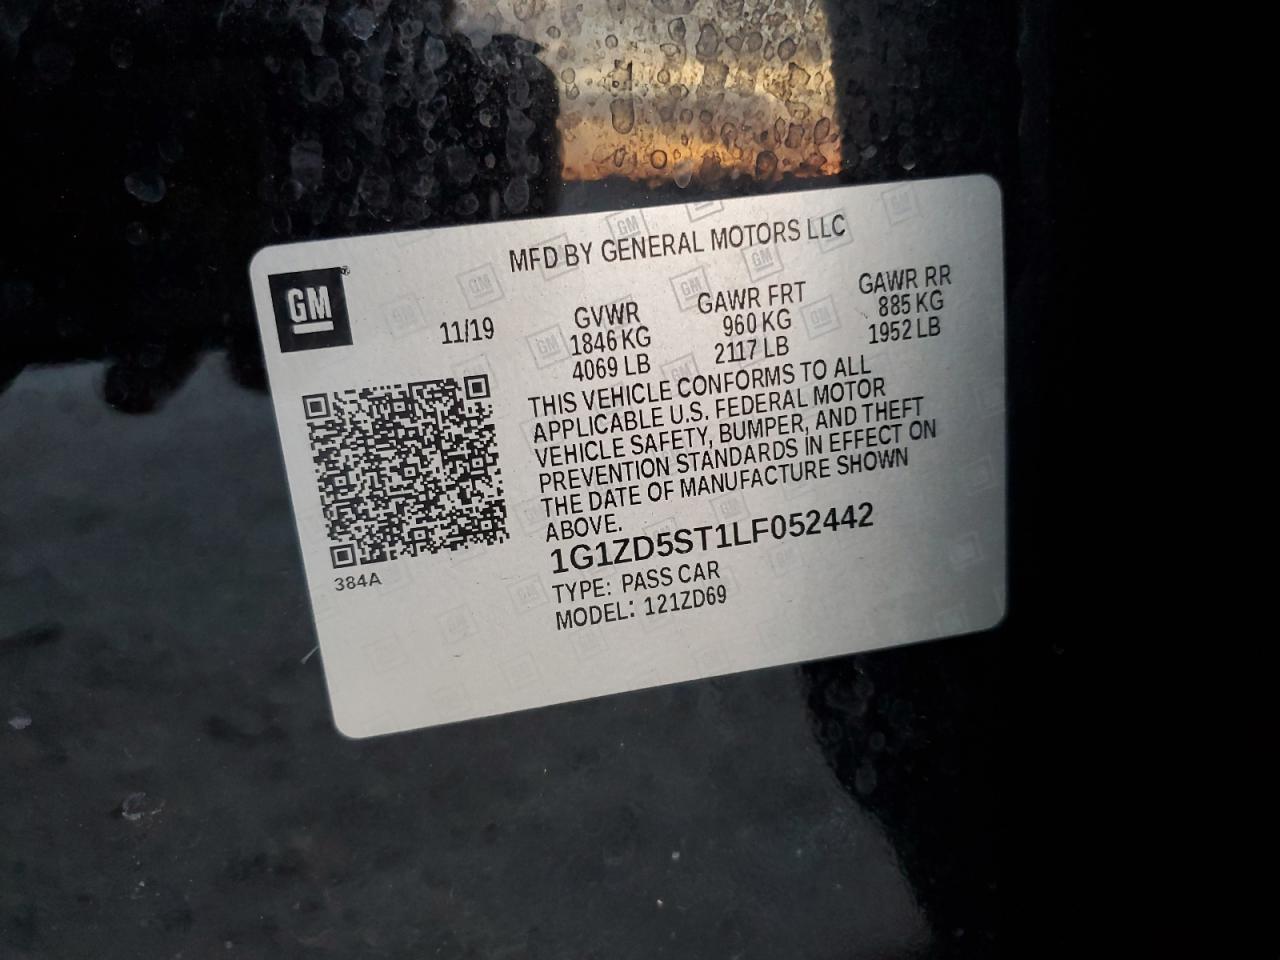 MFD BY GENERAL MOTORS LLC
GM
®
11/19
GVWR
1846 KG
4069 LB
GAWR FRT
960 KG
2117 LB
GAWR RR
885 KG
1952 LB
THIS VEHICLE CONFORMS TO ALL
APPLICABLE U.S. FEDERAL MOTOR
VEHICLE SAFETY, BUMPER, AND THEFT
PREVENTION STANDARDS IN EFFECT ON
THE DATE OF MANUFACTURE SHOWN
ABOVE.
1G1ZD5ST1LF052442
TYPE: PASS CAR
MODEL: 121ZD69
384A